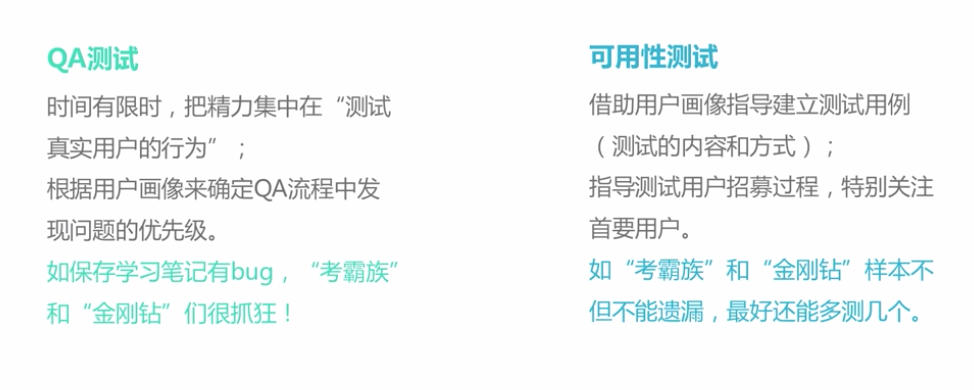 QA测试
时间有限时，把精力集中在“测试
真实用户的行为”；
根据用户画像来确定QA流程中发
现问题的优先级。
如保存学习笔记有bug，“考霸族”
和“金刚钻”们很抓狂！
可用性测试
借助用户画像指导建立测试用例
（测试的内容和方式）；
指导测试用户招募过程，特别关注
首要用户。
如“考霸族”和“金刚钻”样本不
但不能遗漏，最好还能多测几个。